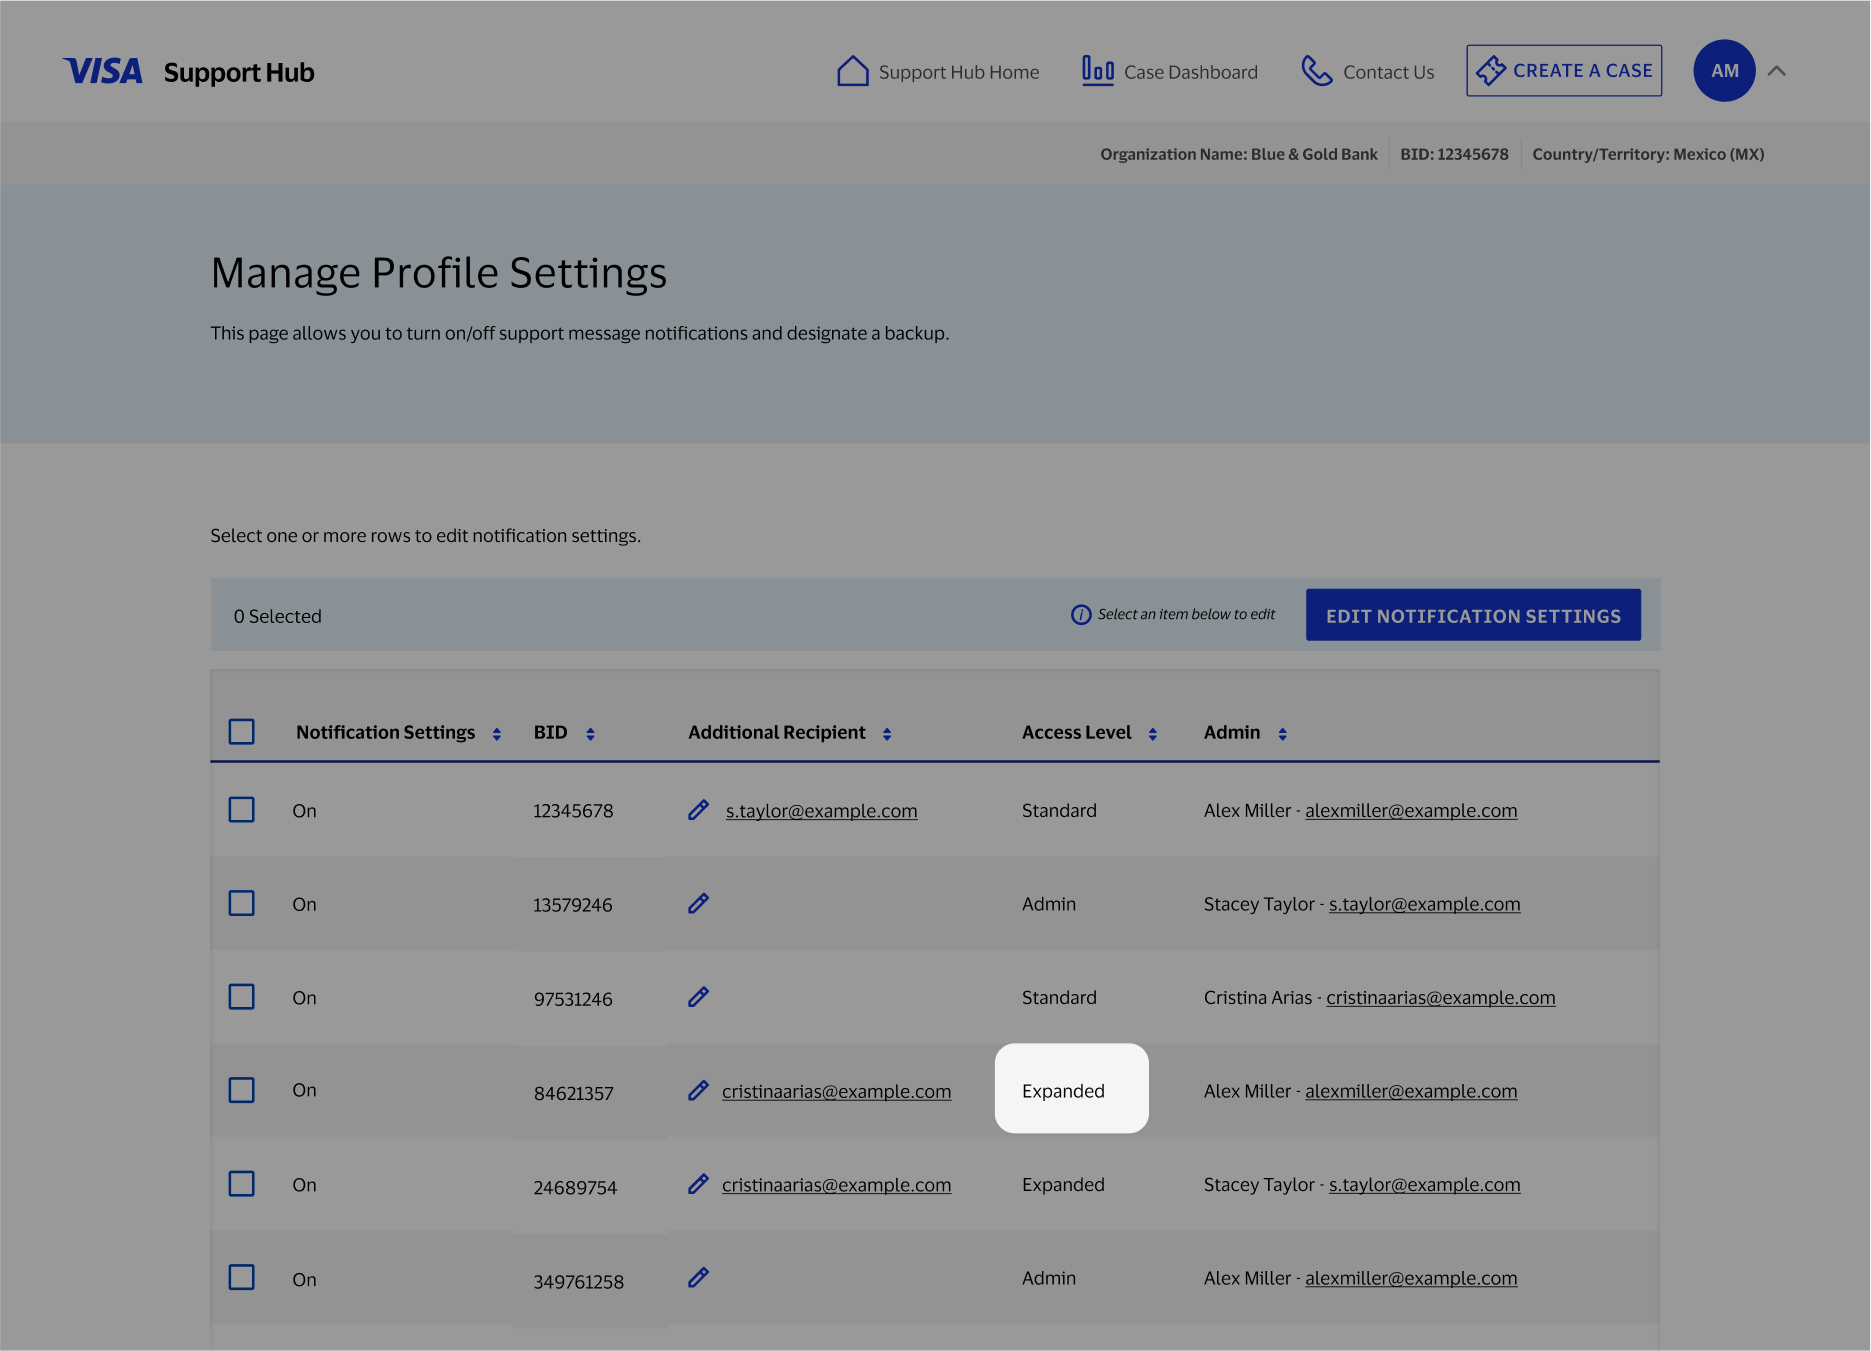 VISA Support Hub Support Hub Home Case Dashboard Contact Us CREATE A CASE AM
Organization Name: Blue & Gold Bank BID: 12345678 Country/Territory: Mexico (MX)
Manage Profile Settings
This page allows you to turn on/off support message notifications and designate a backup.
Select one or more rows to edit notification settings.
0 Selected i Select an item below to edit EDIT NOTIFICATION SETTINGS
Notification Settings BID Additional Recipient Access Level Admin
On 12345678 s.taylor@example.com Standard Alex Miller - alexmiller@example.com
On 13579246 Admin Stacey Taylor - s.taylor@example.com
On 97531246 Standard Cristina Arias - cristinaarias@example.com
On 84621357 cristinaarias@example.com Expanded Alex Miller - alexmiller@example.com
On 24689754 cristinaarias@example.com Expanded Stacey Taylor - s.taylor@example.com
On 349761258 Admin Alex Miller - alexmiller@example.com